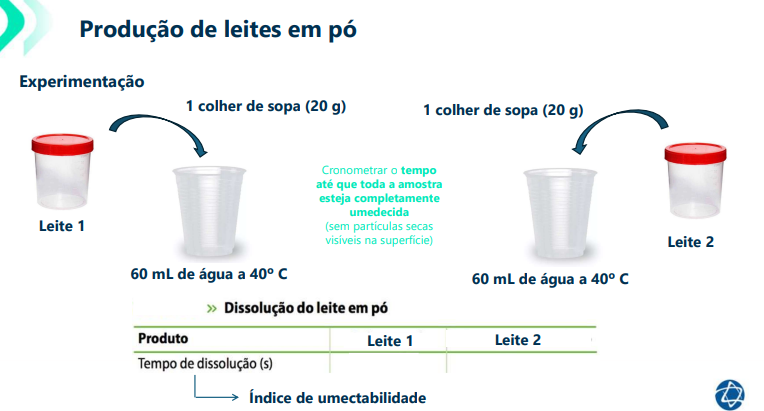 Produção de leites em pó
Experimentação
1 colher de sopa (20 g)
1 colher de sopa (20 g)
Cronometrar o tempo
até que toda a amostra
esteja completamente
umedecida
(sem partículas secas
visíveis na superfície)
Leite 1
Leite 2
60 mL de água a 40º C
60 mL de água a 40º C
» Dissolução do leite em pó
Produto Leite 1 Leite 2
Tempo de dissolução (s)
Índice de umectabilidade